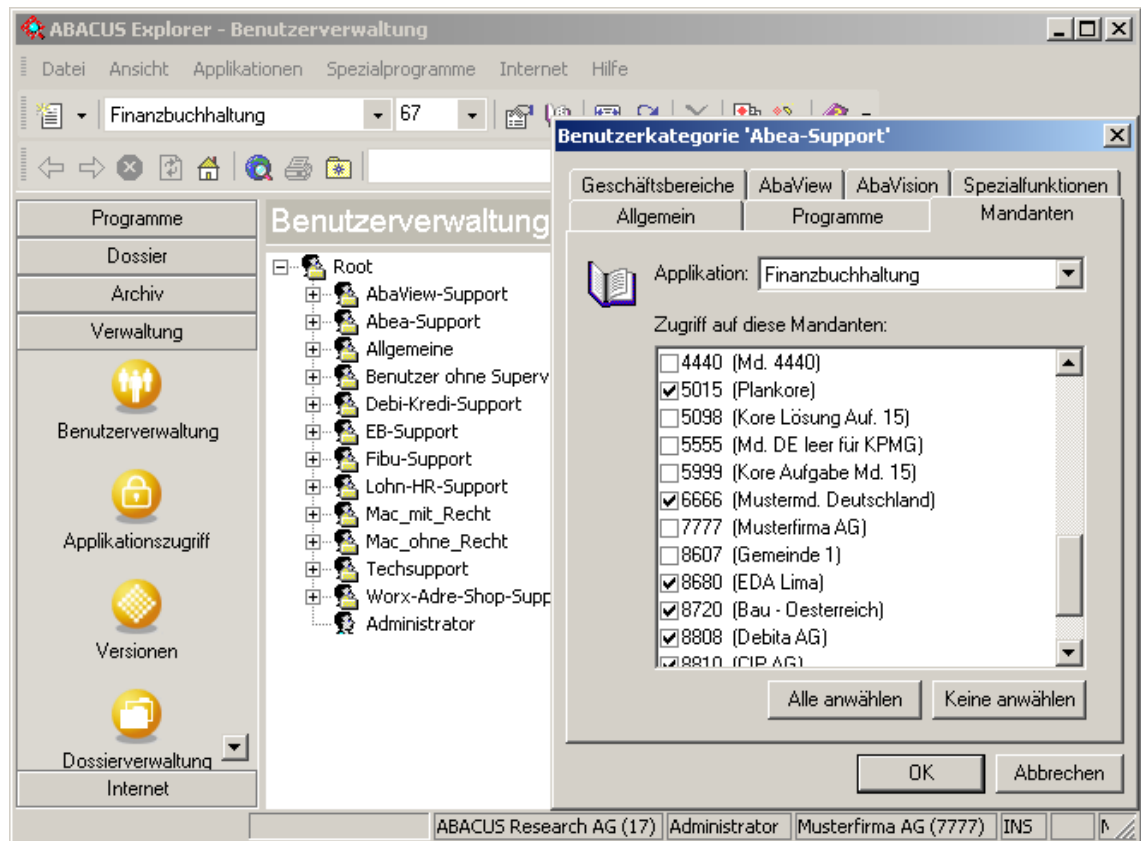 ABACUS Explorer - Benutzerverwaltung
Datei Ansicht Applikationen Spezialprogramme Internet Hilfe
Finanzbuchhaltung 67
Programme
Dossier
Archiv
Verwaltung
Benutzerverwaltung
Applikationszugriff
Versionen
Dossierverwaltung
Internet
Benutzerverwaltung
Root
AbaView-Support
Abea-Support
Allgemeine
Benutzer ohne Superv
Debi-Kredi-Support
EB-Support
Fibu-Support
Lohn-HR-Support
Mac_mit_Recht
Mac_ohne_Recht
Techsupport
Worx-Adre-Shop-Supp
Administrator
Benutzerkategorie 'Abea-Support'
Geschäftsbereiche AbaView AbaVision Spezialfunktionen
Allgemein Programme Mandanten
Applikation: Finanzbuchhaltung
Zugriff auf diese Mandanten:
4440 (Md. 4440)
5015 (Plankore)
5098 (Kore Lösung Auf. 15)
5555 (Md. DE leer für KPMG)
5999 (Kore Aufgabe Md. 15)
6666 (Mustermd. Deutschland)
7777 (Musterfirma AG)
8607 (Gemeinde 1)
8680 (EDA Lima)
8720 (Bau - Oesterreich)
8808 (Debita AG)
8810 (CIP AG)
Alle anwählen Keine anwählen
OK Abbrechen
ABACUS Research AG (17) Administrator Musterfirma AG (7777) INS